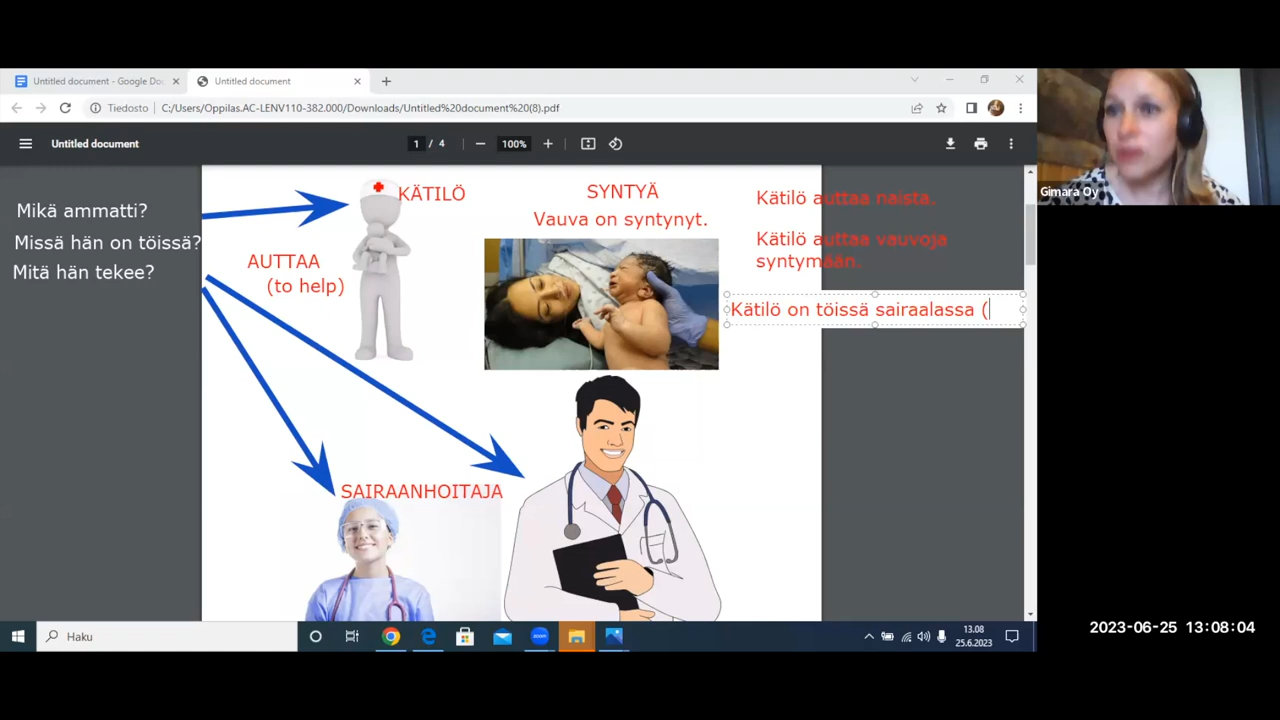 Untitled document - Google Do
Untitled document
Tiedosto
C:/Users/Oppilas.AC-LENV110-382.000/Downloads/Untitled%20document%20(8).pdf
Untitled document
1 / 4
100%
Gimara Oy
Mikä ammatti?
Missä hän on töissä?
Mitä hän tekee?
KÄTILÖ
AUTTAA
(to help)
SYNTYÄ
Vauva on syntynyt.
Kätilö auttaa naista.
Kätilö auttaa vauvoja
syntymään.
Kätilö on töissä sairaalassa (
SAIRAANHOITAJA
Haku
zoom
13.08
25.6.2023
2023-06-25 13:08:04